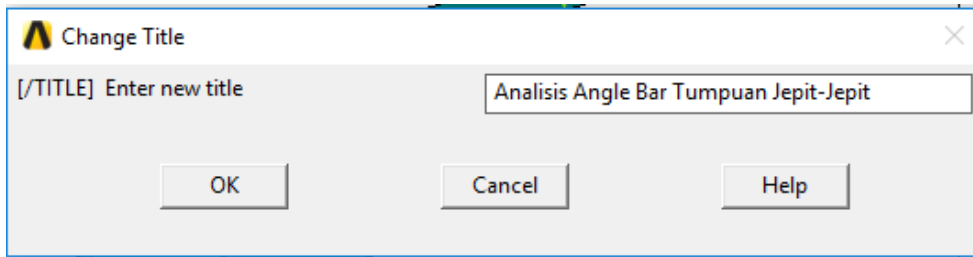 Change Title
[/TITLE] Enter new title
Analisis Angle Bar Tumpuan Jepit-Jepit
OK
Cancel
Help